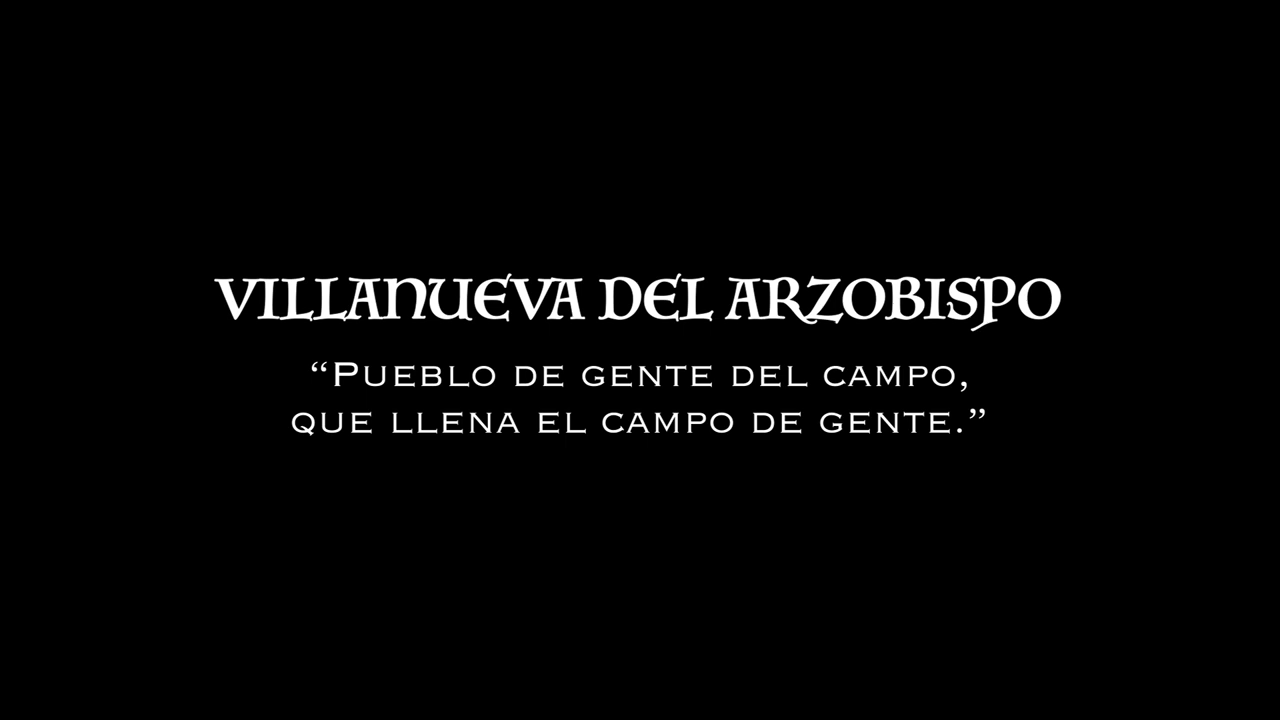 VILLANUEVA DEL ARZOBISPO
“PUEBLO DE GENTE DEL CAMPO,
QUE LLENA EL CAMPO DE GENTE.”